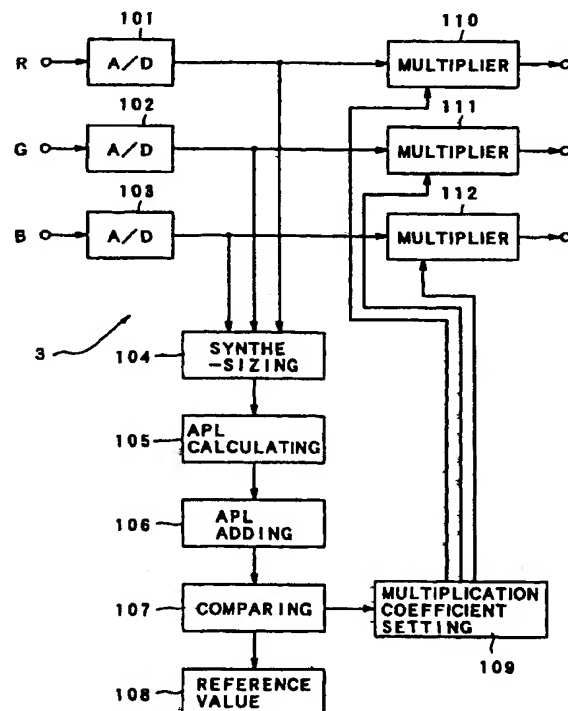 101
110
R
A/D
MULTIPLIER
102
111
G
A/D
MULTIPLIER
103
112
B
A/D
MULTIPLIER
3
104
SYNTHE
-SIZING
105
APL
CALCULATING
106
APL
ADDING
107
COMPARING
MULTIPLICATION
COEFFICIENT
SETTING
109
108
REFERENCE
VALUE